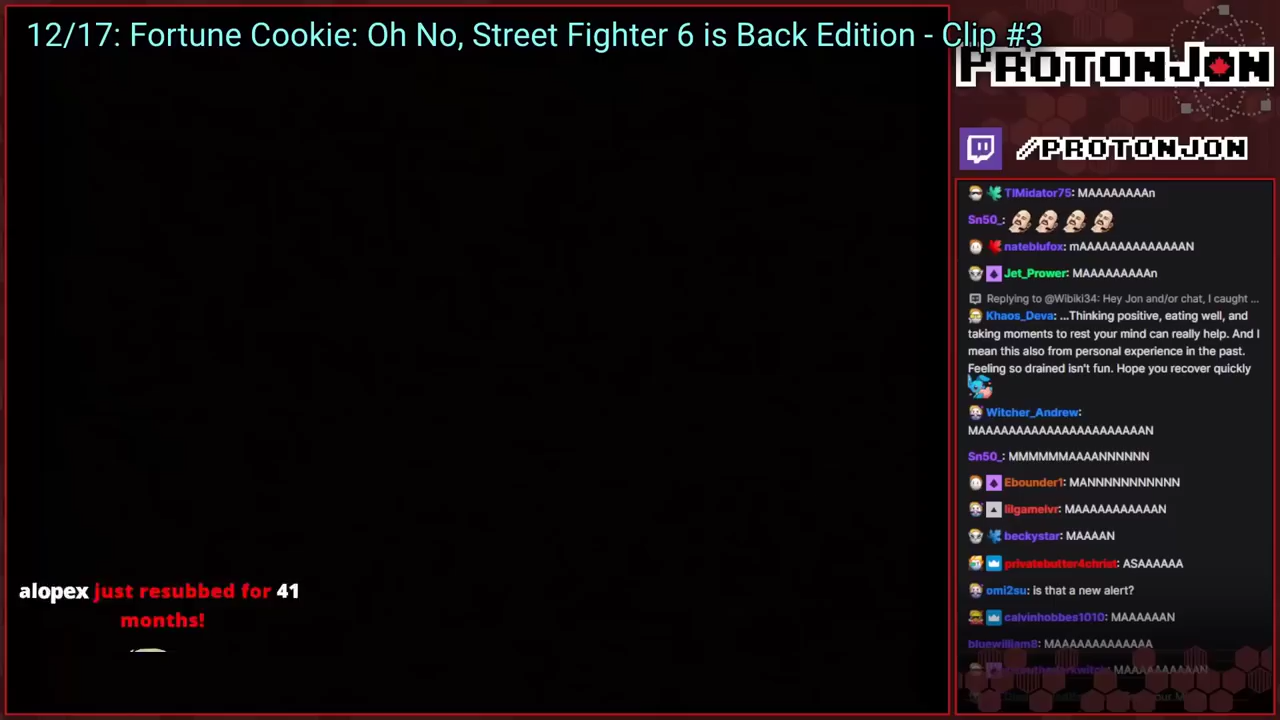 12/17: Fortune Cookie: Oh No, Street Fighter 6 is Back Edition - Clip #3
PROTONJON
/PROTONJON
TIMidator75: MAAAAAAAAn
Sn50_:
nateblufox: mAAAAAAAAAAAAAAN
Jet_Prower: MAAAAAAAAAn
Replying to @Wibiki34: Hey Jon and/or chat, I caught ...
Khaos_Deva: ...Thinking positive, eating well, and
taking moments to rest your mind can really help. And I
mean this also from personal experience in the past.
Feeling so drained isn't fun. Hope you recover quickly
Witcher_Andrew:
MAAAAAAAAAAAAAAAAAAAAAN
Sn50_: MMMMMMAAAANNNNNN
Ebounder1: MANNNNNNNNNNN
lilgamelvr: MAAAAAAAAAAAN
beckystar: MAAAAN
privatebutter4christ: ASAAAAAA
omi2su: is that a new alert?
calvinhobbes1010: MAAAAAAN
bluewilliam8: MAAAAAAAAAAAAA
alopex just resubbed for 41
months!